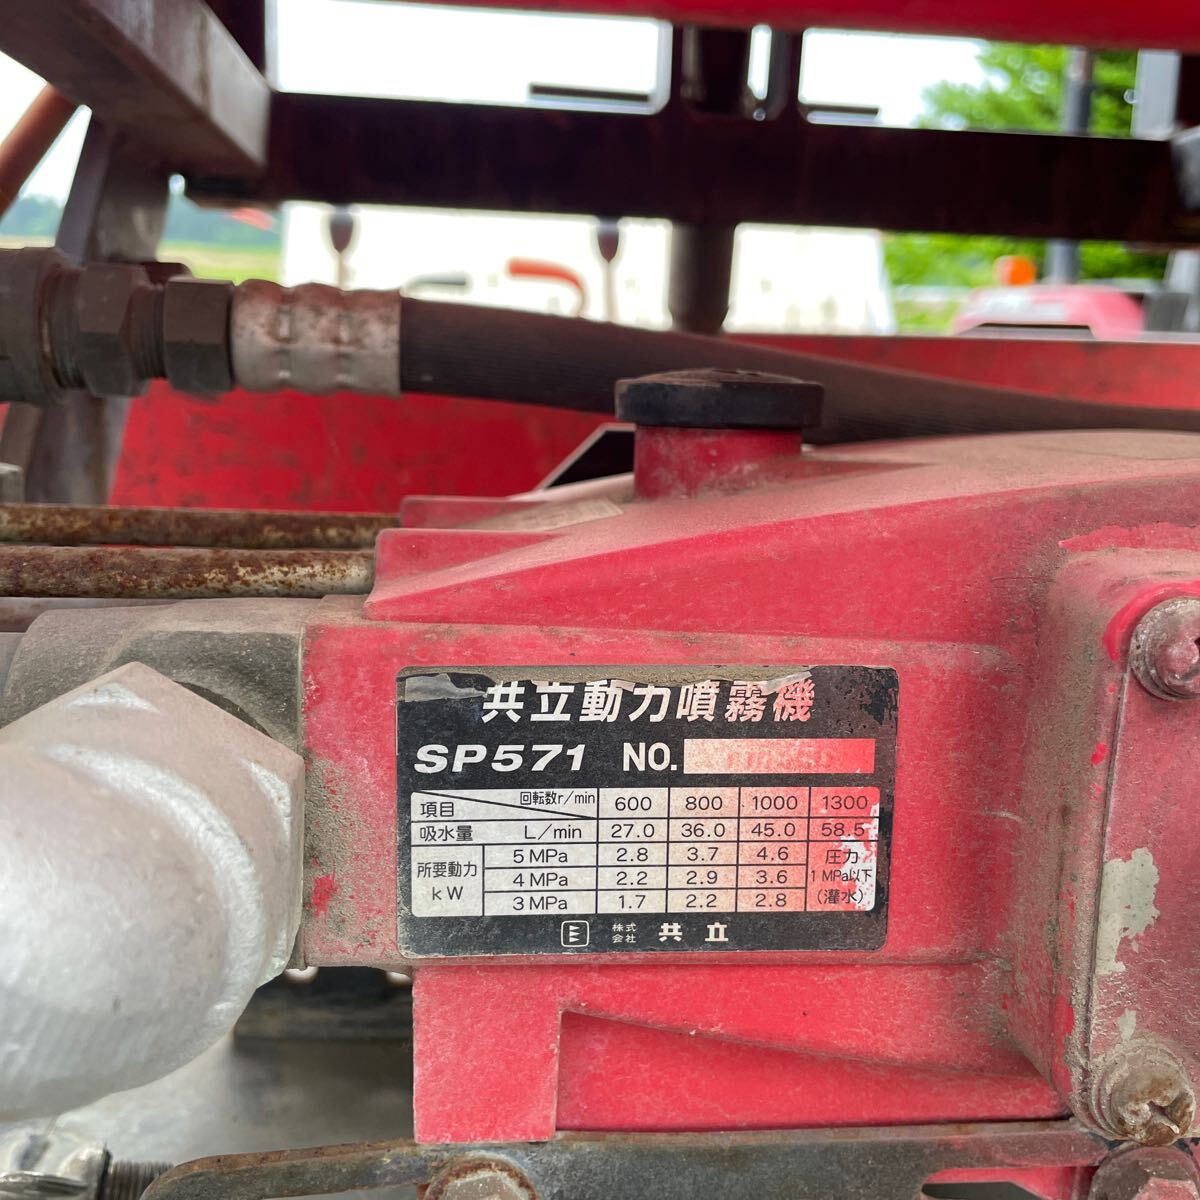 共立動力噴霧機
SP571 NO.
項目 回転数r/min 600 800 1000 1300
吸水量 L/min 27.0 36.0 45.0 58.5
所要動力 kW 5 MPa 2.8 3.7 4.6 圧力
4 MPa 2.2 2.9 3.6 1 MPa以下
3 MPa 1.7 2.2 2.8 (灌水)
株式会社 共立